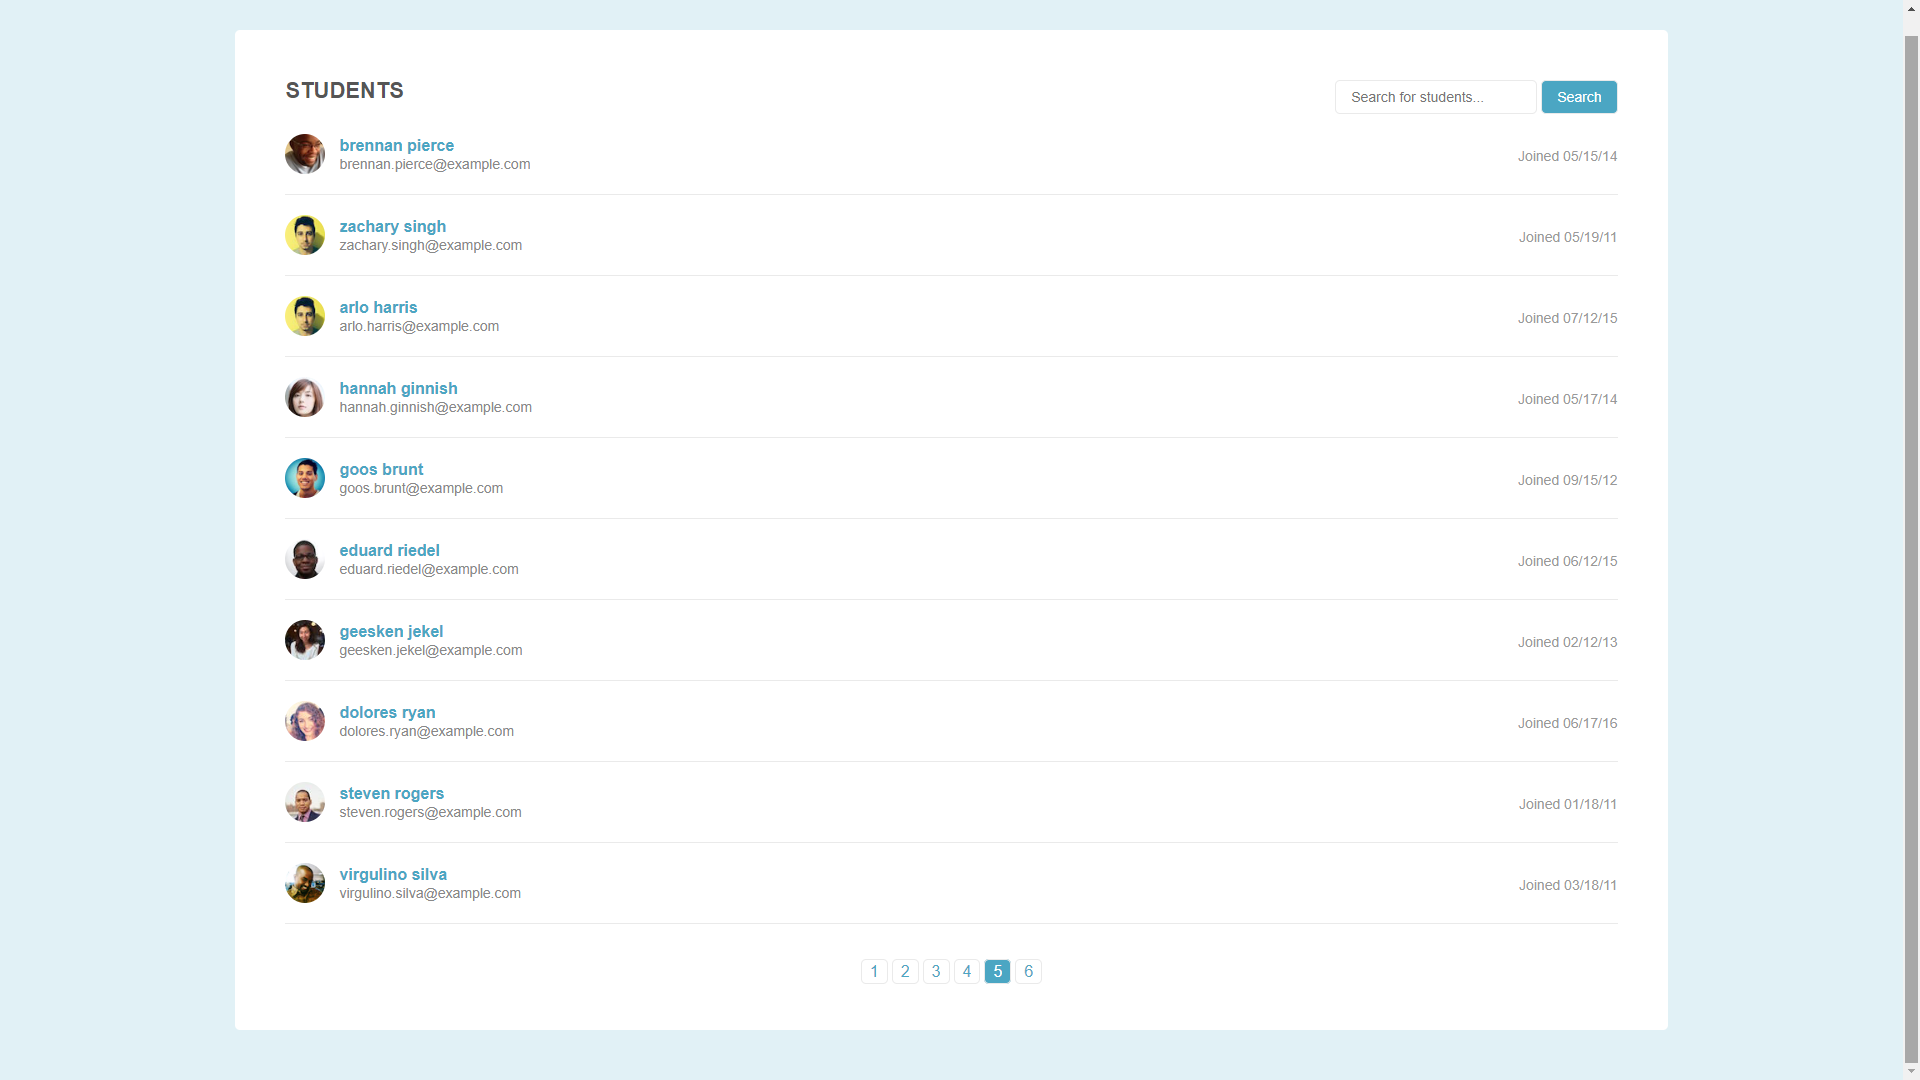 STUDENTS
Search for students...
Search
brennan pierce
brennan.pierce@example.com
Joined 05/15/14
zachary singh
zachary.singh@example.com
Joined 05/19/11
arlo harris
arlo.harris@example.com
Joined 07/12/15
hannah ginnish
hannah.ginnish@example.com
Joined 05/17/14
goos brunt
goos.brunt@example.com
Joined 09/15/12
eduard riedel
eduard.riedel@example.com
Joined 06/12/15
geesken jekel
geesken.jekel@example.com
Joined 02/12/13
dolores ryan
dolores.ryan@example.com
Joined 06/17/16
steven rogers
steven.rogers@example.com
Joined 01/18/11
virgulino silva
virgulino.silva@example.com
Joined 03/18/11
1 2 3 4 5 6